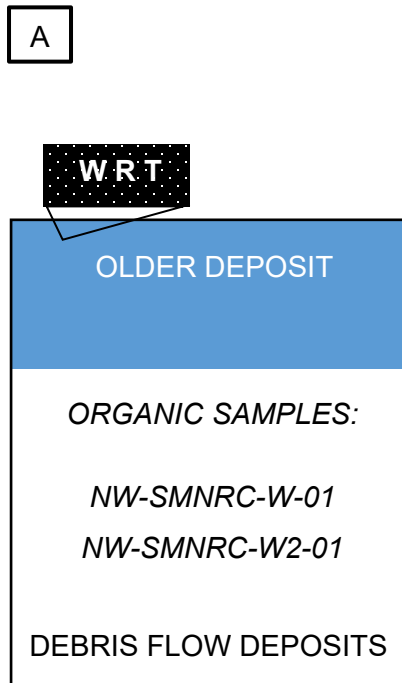 A
W R T
OLDER DEPOSIT
ORGANIC SAMPLES:
NW-SMNRC-W-01
NW-SMNRC-W2-01
DEBRIS FLOW DEPOSITS